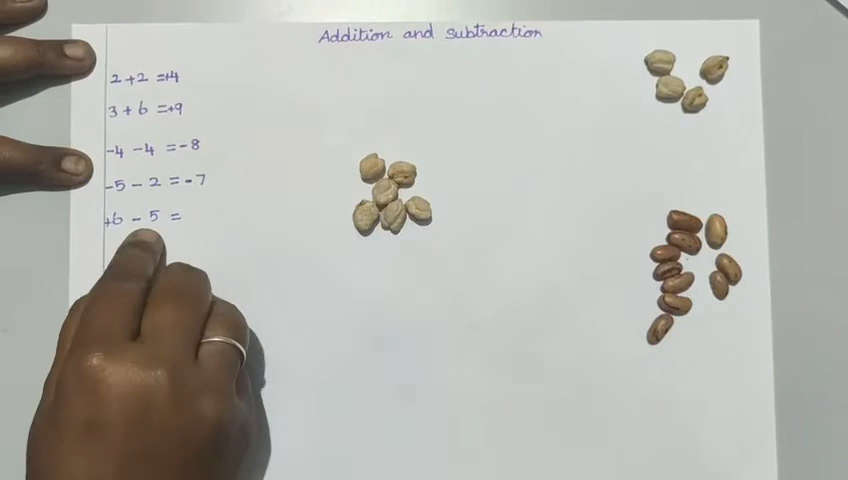 Addition and Subtraction
2 + 2 = +4
3 + 6 = +9
-4 - 4 = -8
-5 - 2 = -7
+6 - 5 =